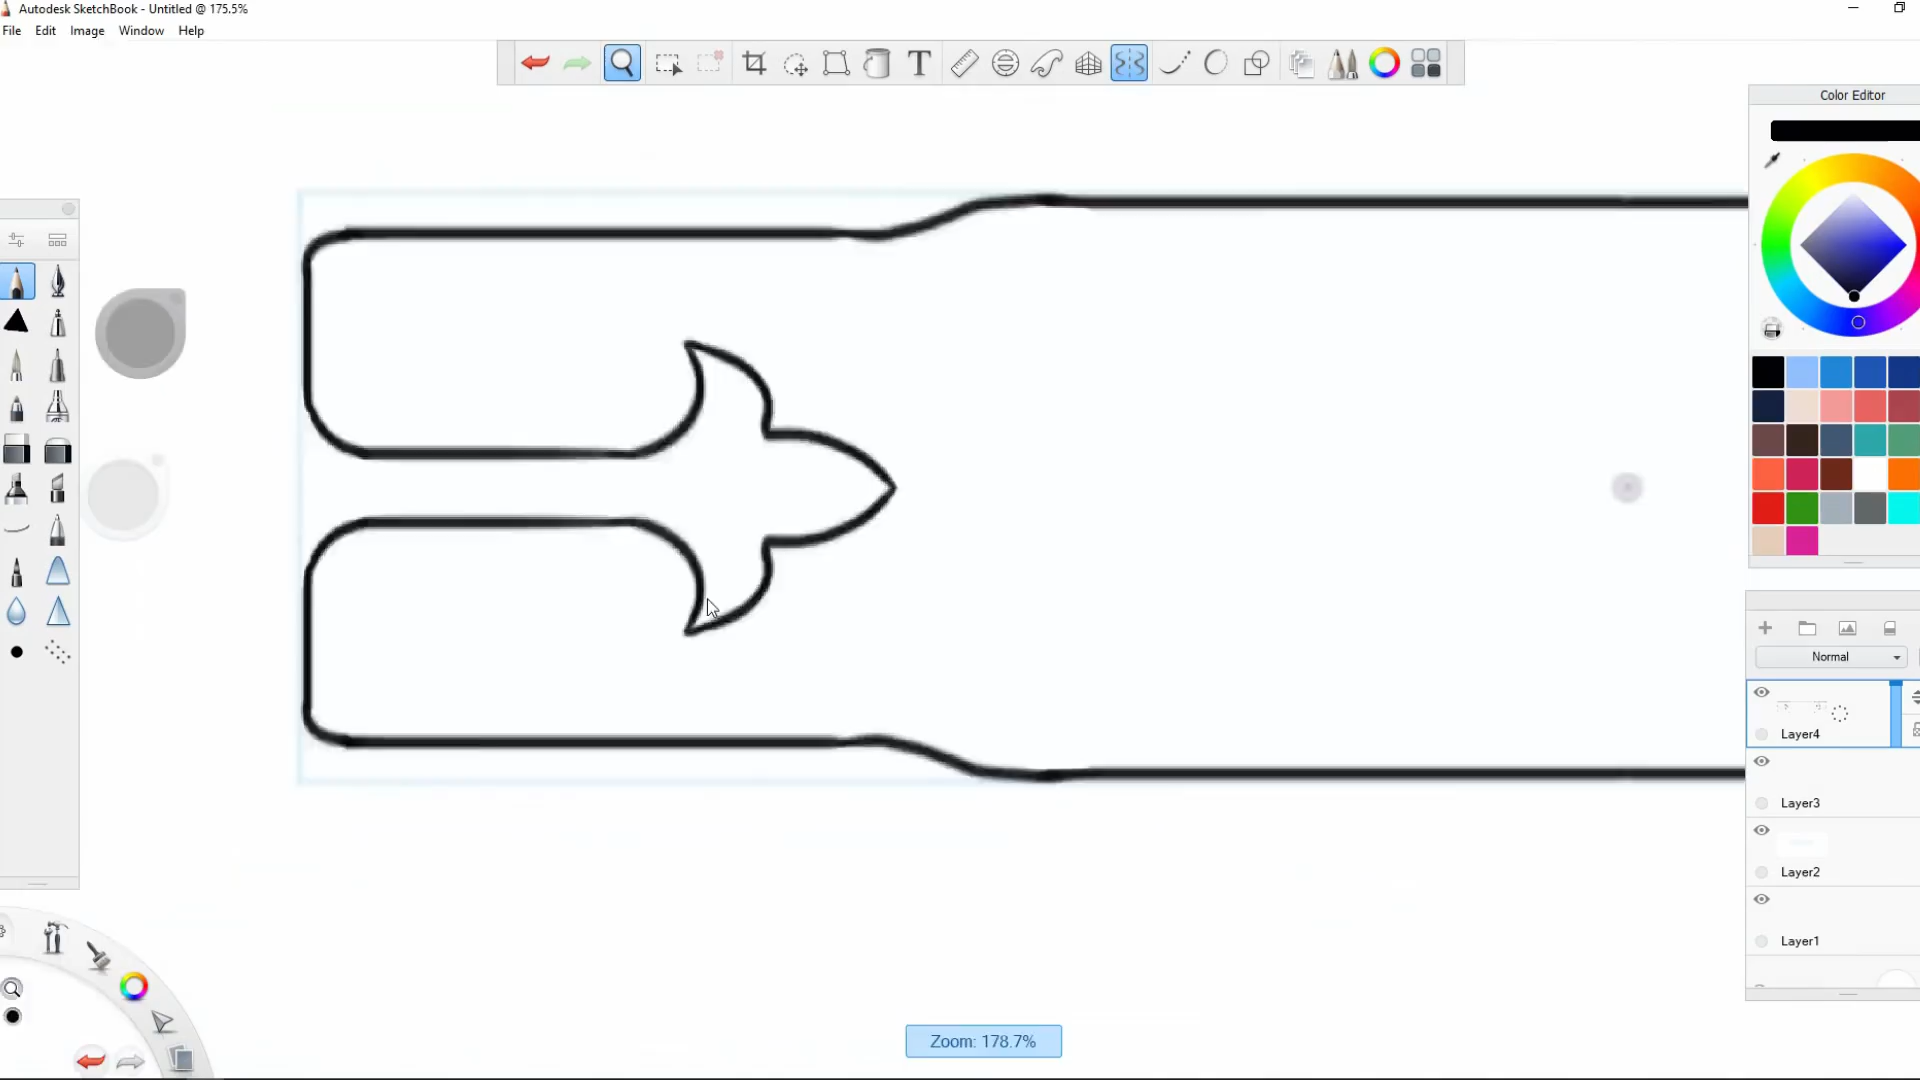 Autodesk SketchBook - Untitled @ 175.5%
File Edit Image Window Help
T
Color Editor
Normal
Layer4
Layer3
Layer2
Layer1
Zoom: 178.7%